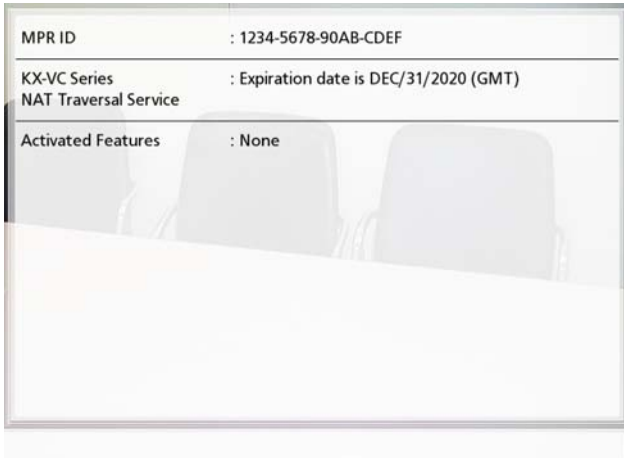 MPR ID : 1234-5678-90AB-CDEF
KX-VC Series : Expiration date is DEC/31/2020 (GMT)
NAT Traversal Service
Activated Features : None